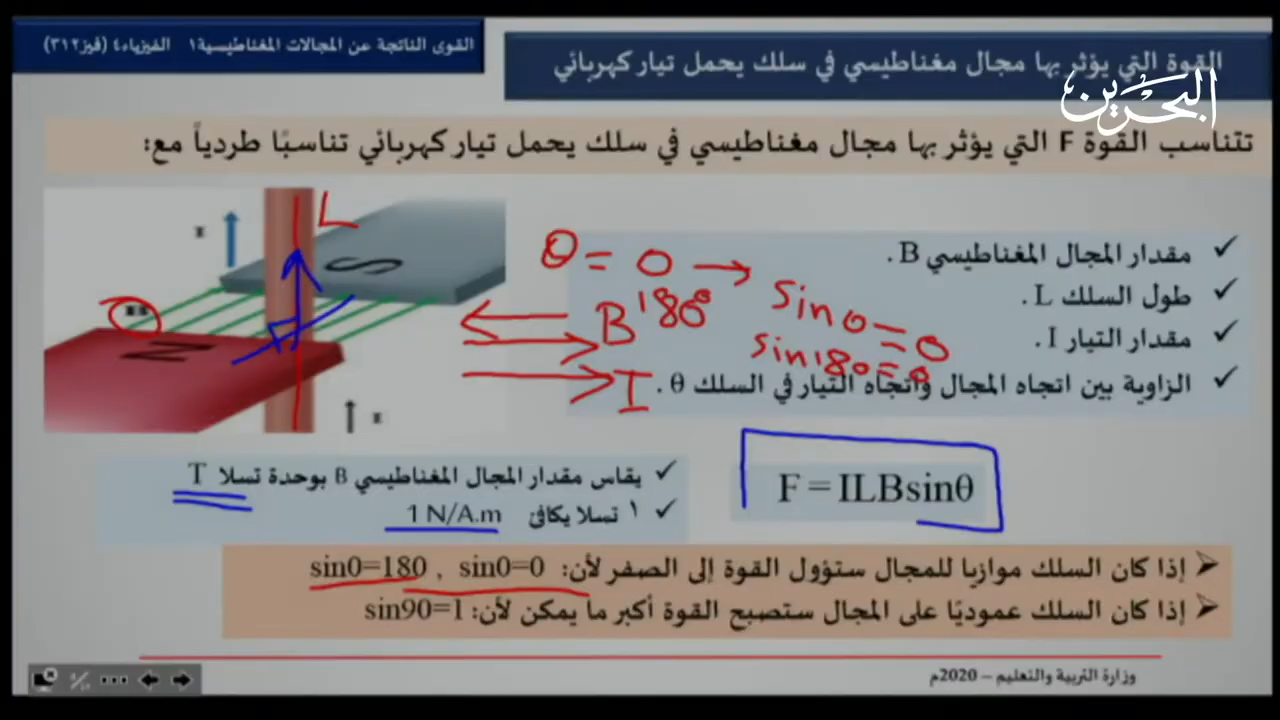 القوى الناتجة عن المجالات المغناطيسية١ الفيزياء٤ (فيز٣١٢)
القوة التي يؤثر بها مجال مغناطيسي في سلك يحمل تيار كهربائي
البحرين
تتناسب القوة F التي يؤثر بها مجال مغناطيسي في سلك يحمل تيار كهربائي تناسبًا طردياً مع:
✓ مقدار المجال المغناطيسي B.
✓ طول السلك L.
✓ مقدار التيار I.
✓ الزاوية بين اتجاه المجال واتجاه التيار في السلك θ.
L
S
N
θ = 0 → sin 0 = 0
180° sin 180 = 0
B
I
F = ILBsinθ
✓ يقاس مقدار المجال المغناطيسي B بوحدة تسلا T
✓ ١ تسلا يكافئ 1 N/A.m
إذا كان السلك موازيا للمجال ستؤول القوة إلى الصفر لأن: sin0=180 , sin0=0
إذا كان السلك عموديًا على المجال ستصبح القوة أكبر ما يمكن لأن: sin90=1
وزارة التربية والتعليم – 2020م